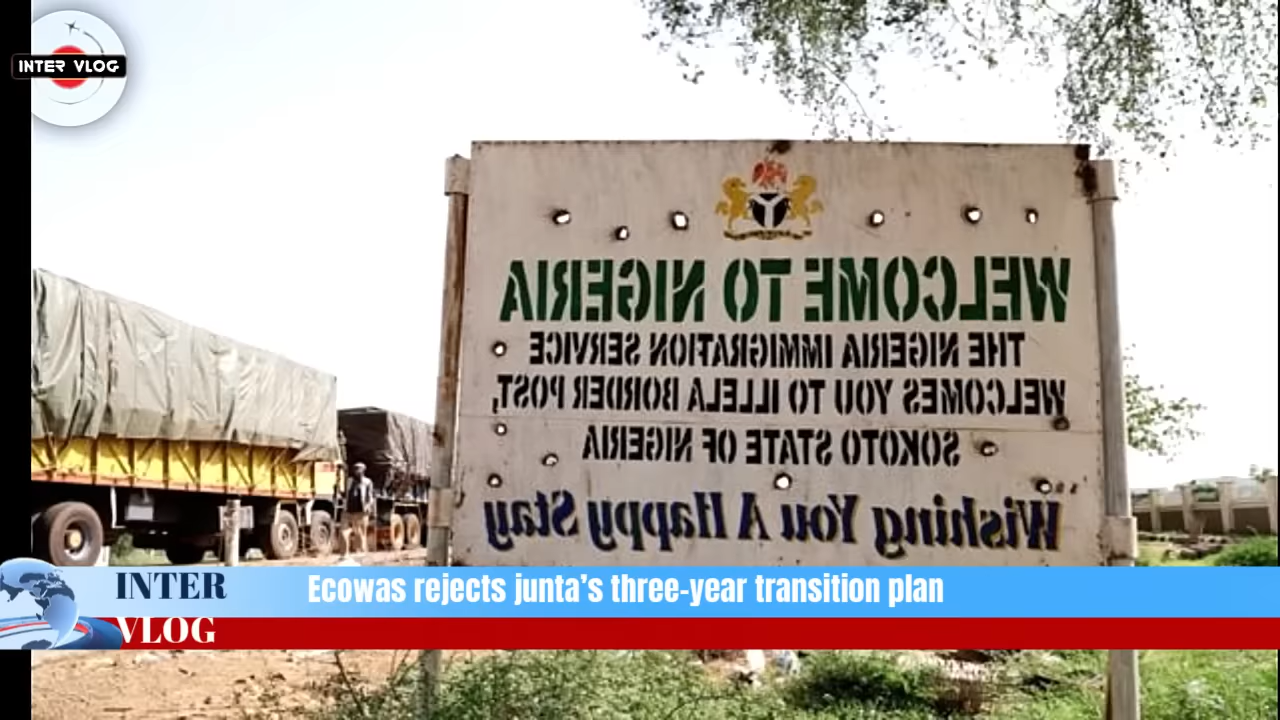 INTER VLOG
WELCOME TO NIGERIA
THE NIGERIA IMMIGRATION SERVICE
WELCOMES YOU TO ILLELA BORDER POST,
SOKOTO STATE OF NIGERIA
Wishing You A Happy Stay
INTER
VLOG
Ecowas rejects junta's three-year transition plan